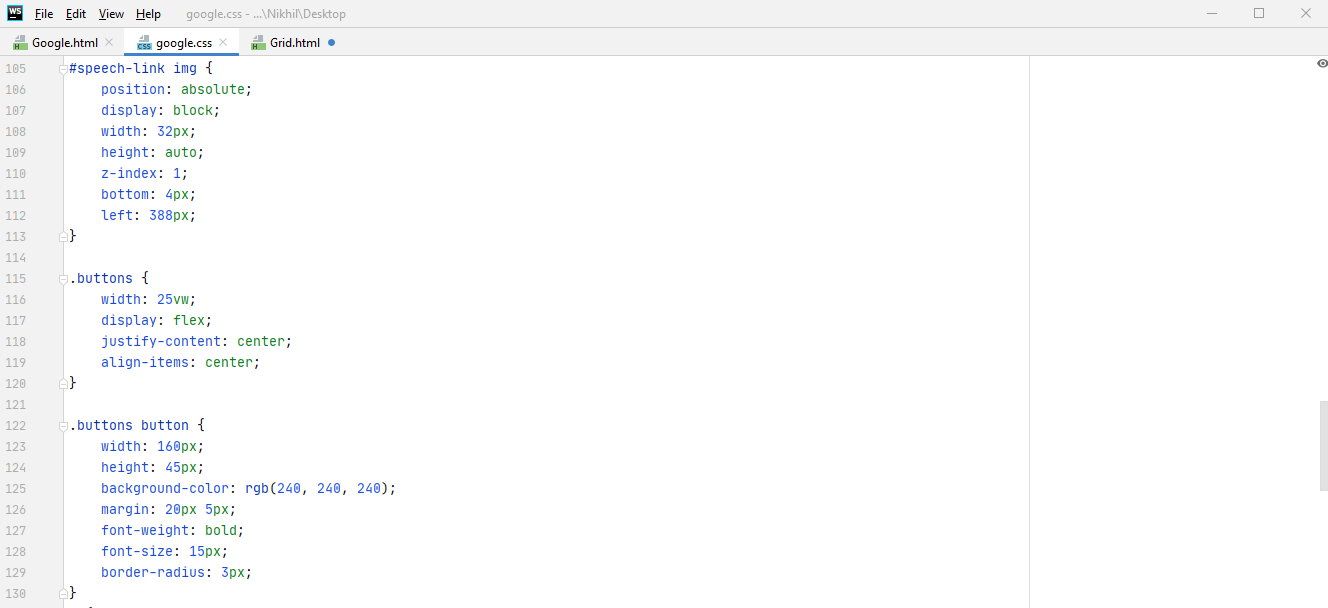 WS File Edit View Help google.css - ...\Nikhil\Desktop
Google.html google.css Grid.html
105 #speech-link img {
106 position: absolute;
107 display: block;
108 width: 32px;
109 height: auto;
110 z-index: 1;
111 bottom: 4px;
112 left: 388px;
113 }
114
115 .buttons {
116 width: 25vw;
117 display: flex;
118 justify-content: center;
119 align-items: center;
120 }
121
122 .buttons button {
123 width: 160px;
124 height: 45px;
125 background-color: rgb(240, 240, 240);
126 margin: 20px 5px;
127 font-weight: bold;
128 font-size: 15px;
129 border-radius: 3px;
130 }